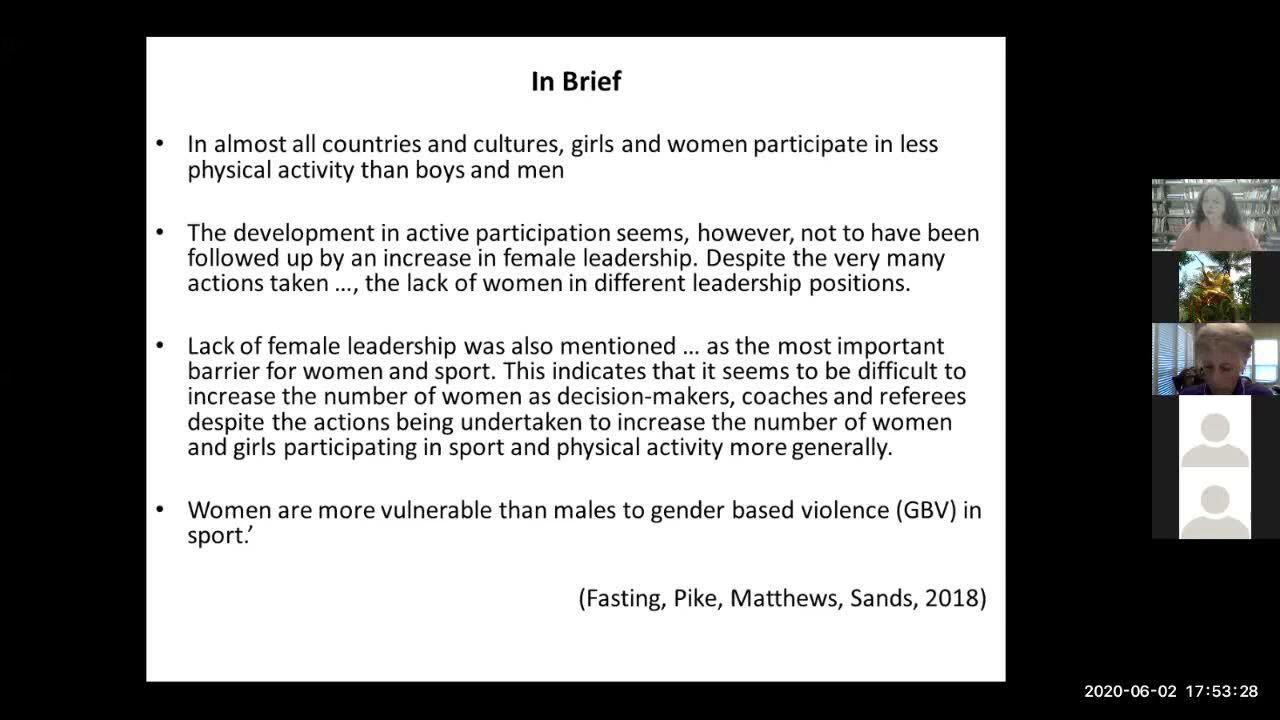 In Brief
• In almost all countries and cultures, girls and women participate in less
physical activity than boys and men
• The development in active participation seems, however, not to have been
followed up by an increase in female leadership. Despite the very many
actions taken …, the lack of women in different leadership positions.
• Lack of female leadership was also mentioned … as the most important
barrier for women and sport. This indicates that it seems to be difficult to
increase the number of women as decision-makers, coaches and referees
despite the actions being undertaken to increase the number of women
and girls participating in sport and physical activity more generally.
• Women are more vulnerable than males to gender based violence (GBV) in
sport.’
(Fasting, Pike, Matthews, Sands, 2018)
2020-06-02 17:53:28